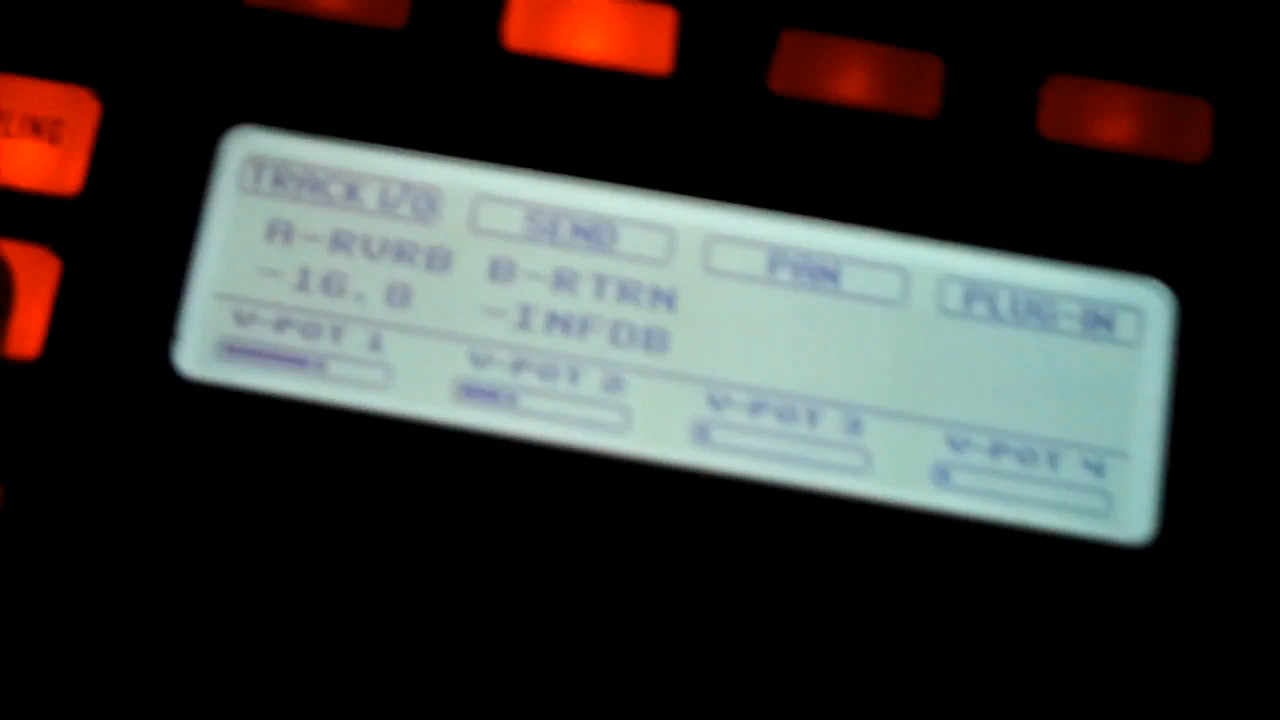 TRACK I/O SEND PAN PLUG-IN
A-RVRB B-RTRN
-16.0 -INFDB
V-POT 1 V-POT 2 V-POT 3 V-POT 4